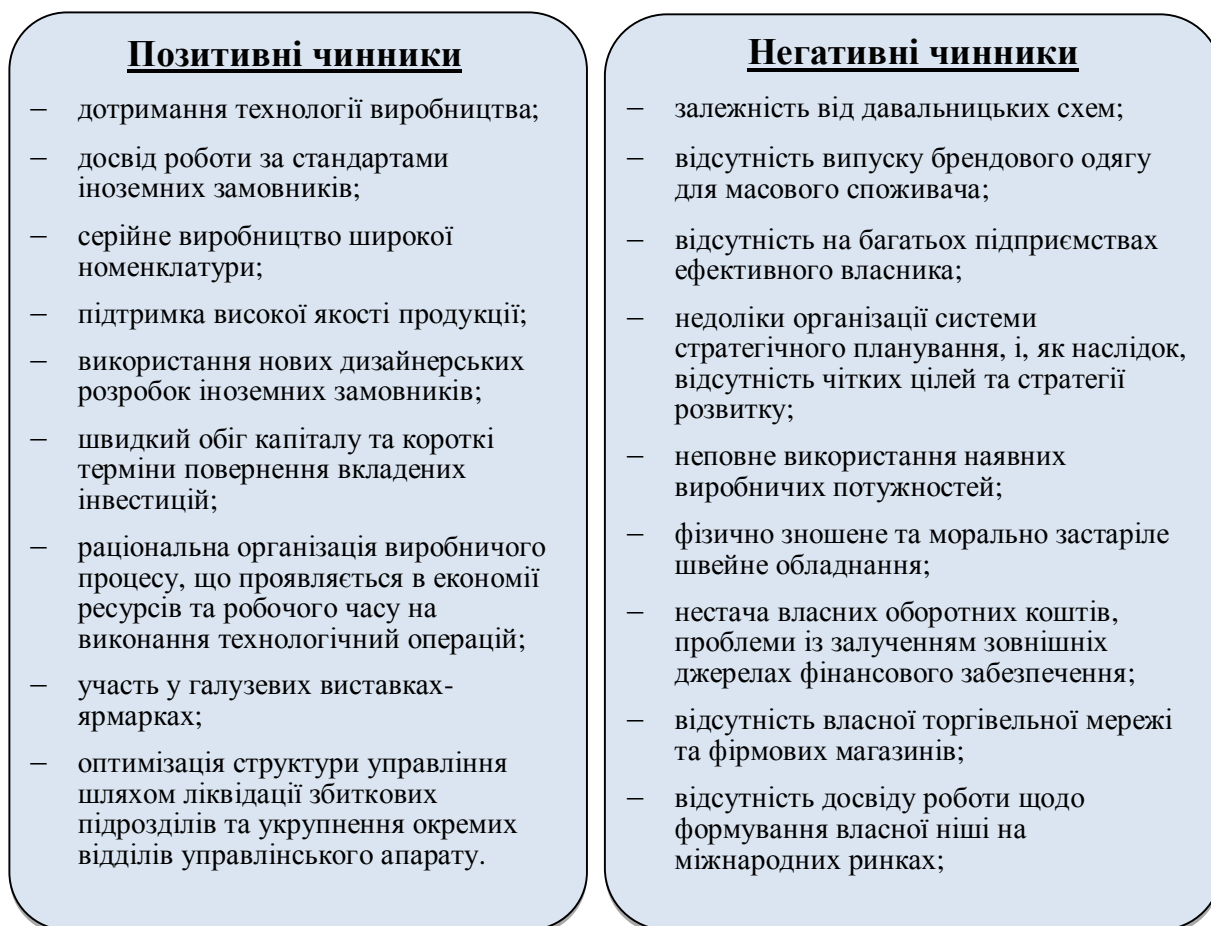 Позитивні чинники
– дотримання технології виробництва;
– досвід роботи за стандартами
іноземних замовників;
– серійне виробництво широкої
номенклатури;
– підтримка високої якості продукції;
– використання нових дизайнерських
розробок іноземних замовників;
– швидкий обіг капіталу та короткі
терміни повернення вкладених
інвестицій;
– раціональна організація виробничого
процесу, що проявляється в економії
ресурсів та робочого часу на
виконання технологічний операцій;
– участь у галузевих виставках-
ярмарках;
– оптимізація структури управління
шляхом ліквідації збиткових
підрозділів та укрупнення окремих
відділів управлінського апарату.
Негативні чинники
– залежність від давальницьких схем;
– відсутність випуску брендового одягу
для масового споживача;
– відсутність на багатьох підприємствах
ефективного власника;
– недоліки організації системи
стратегічного планування, і, як наслідок,
відсутність чітких цілей та стратегії
розвитку;
– неповне використання наявних
виробничих потужностей;
– фізично зношене та морально застаріле
швейне обладнання;
– нестача власних оборотних коштів,
проблеми із залученням зовнішніх
джерелах фінансового забезпечення;
– відсутність власної торгівельної мережі
та фірмових магазинів;
– відсутність досвіду роботи щодо
формування власної ніші на
міжнародних ринках;